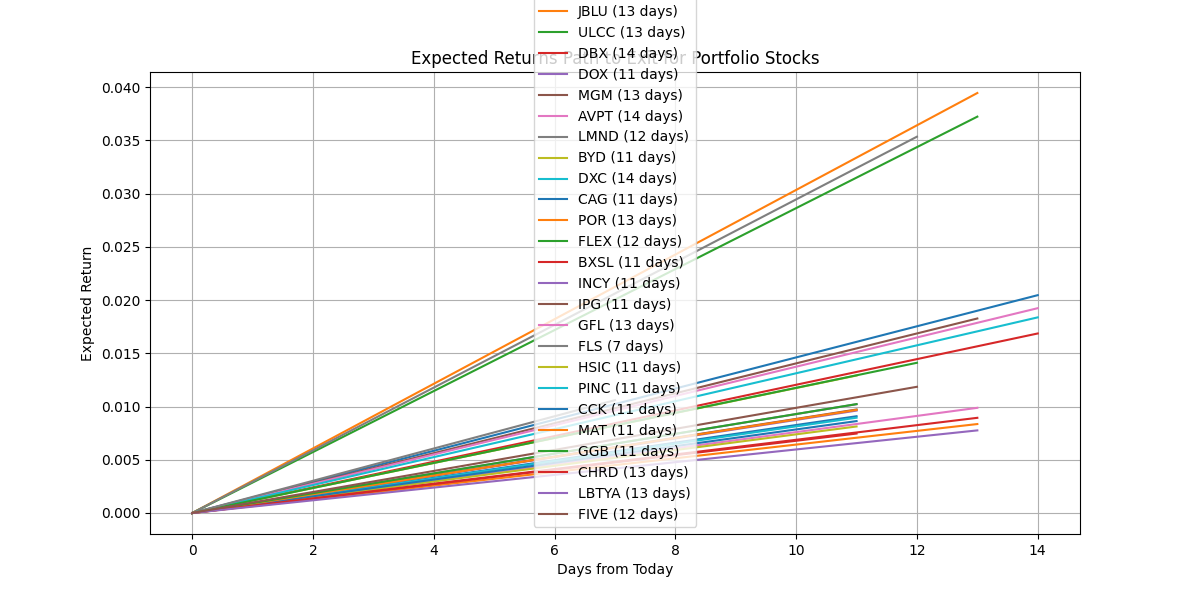 JBLU (13 days)
ULCC (13 days)
DBX (14 days)
Expected Returns Path to Exit for Portfolio Stocks
DOX (11 days)
MGM (13 days)
AVPT (14 days)
LMND (12 days)
BYD (11 days)
DXC (14 days)
CAG (11 days)
POR (13 days)
FLEX (12 days)
BXSL (11 days)
INCY (11 days)
IPG (11 days)
GFL (13 days)
FLS (7 days)
HSIC (11 days)
PINC (11 days)
CCK (11 days)
MAT (11 days)
GGB (11 days)
CHRD (13 days)
LBTYA (13 days)
FIVE (12 days)
Expected Return
0.040
0.035
0.030
0.025
0.020
0.015
0.010
0.005
0.000
0 2 4 6 8 10 12 14
Days from Today